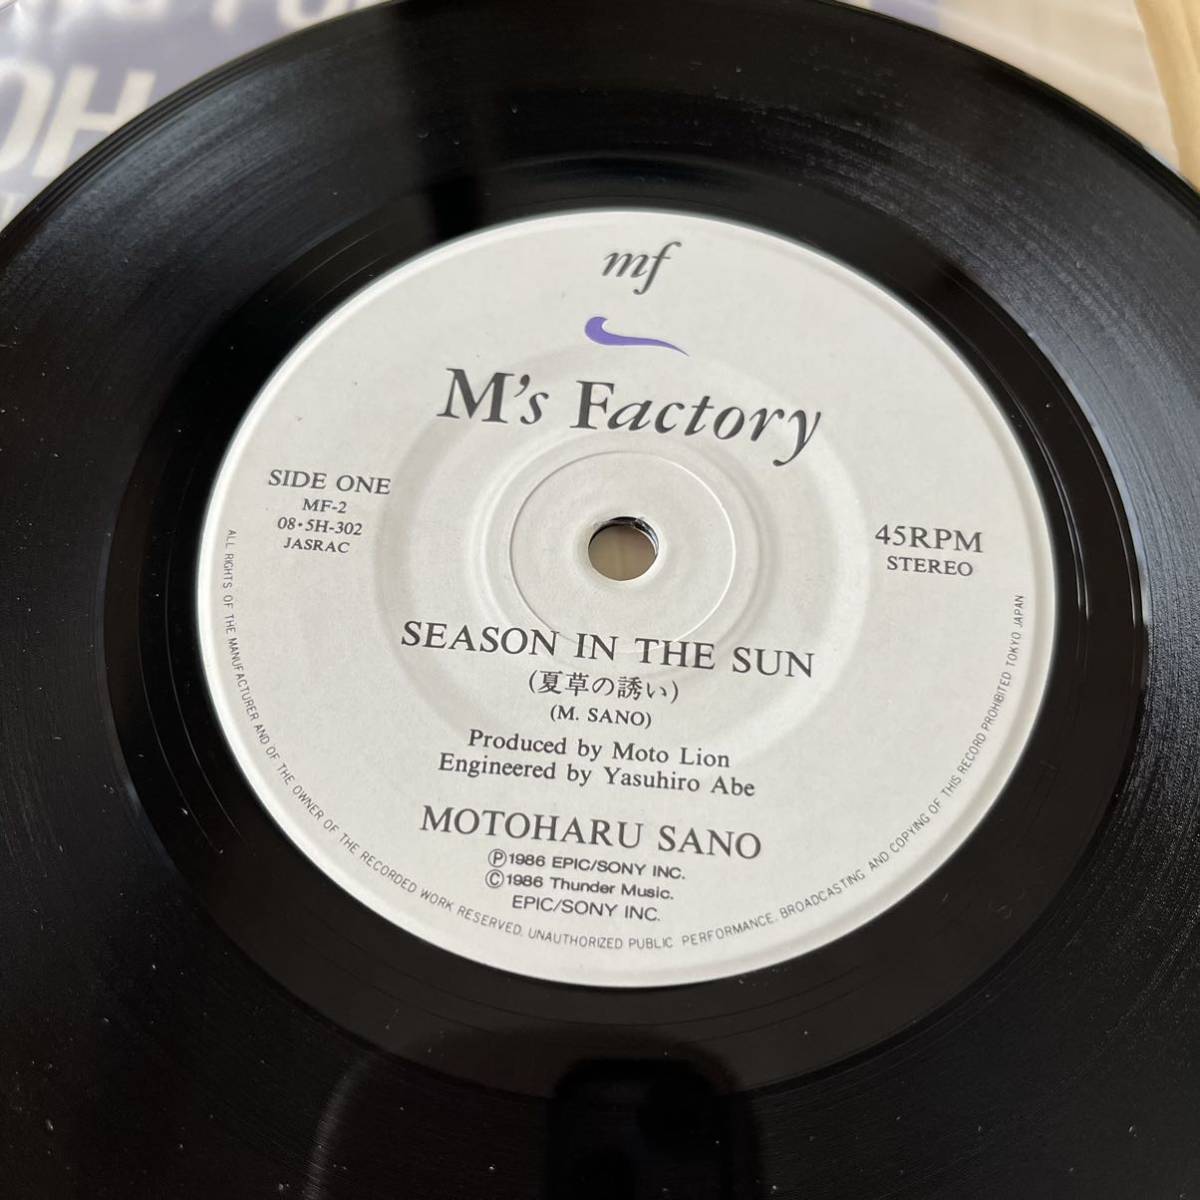 OH
mf
M's Factory
SIDE ONE
MF-2
08・5H-302
JASRAC
45RPM
STEREO
SEASON IN THE SUN
(夏草の誘い)
(M. SANO)
Produced by Moto Lion
Engineered by Yasuhiro Abe
MOTOHARU SANO
Ⓟ1986 EPIC/SONY INC.
Ⓒ1986 Thunder Music.
EPIC/SONY INC.
ALL RIGHTS OF THE MANUFACTURER AND OF THE OWNER OF THE RECORDED WORK RESERVED. UNAUTHORIZED PUBLIC PERFORMANCE. BROADCASTING AND COPYING OF THIS RECORD PROHIBITED TOKYO JAPAN